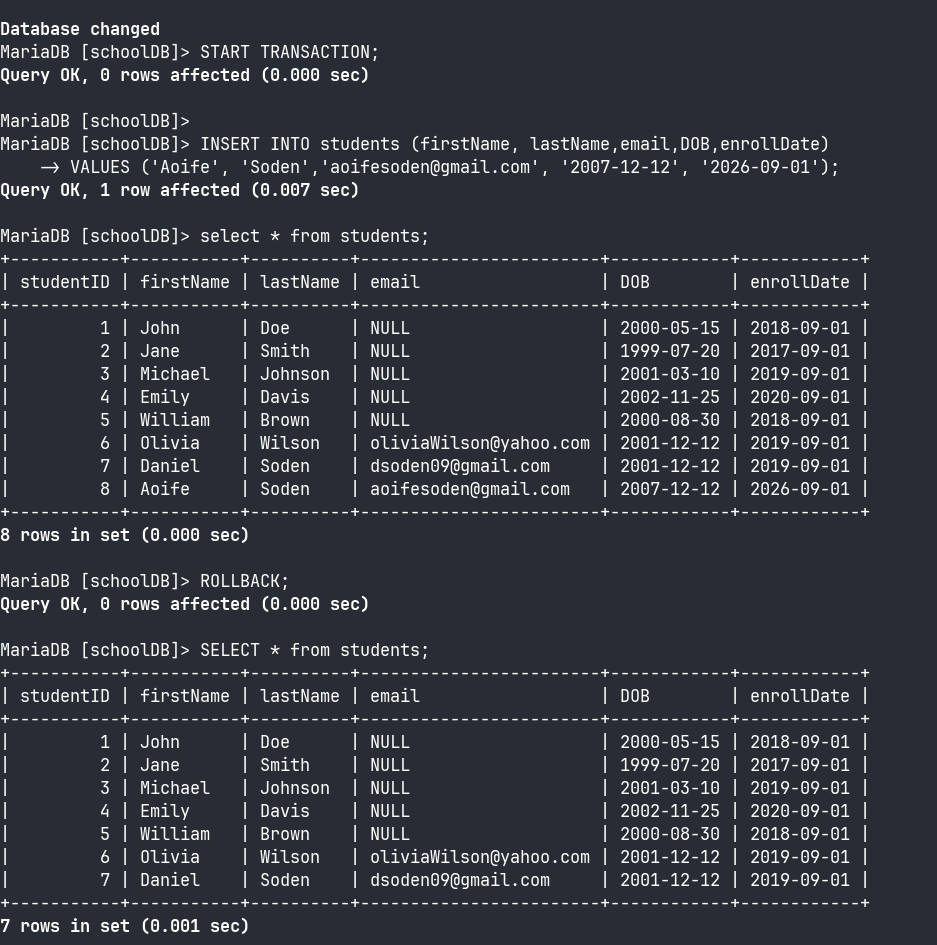 Database changed
MariaDB [schoolDB]> START TRANSACTION;
Query OK, 0 rows affected (0.000 sec)

MariaDB [schoolDB]>
MariaDB [schoolDB]> INSERT INTO students (firstName, lastName,email,DOB,enrollDate)
    -> VALUES ('Aoife', 'Soden','aoifesoden@gmail.com', '2007-12-12', '2026-09-01');
Query OK, 1 row affected (0.007 sec)

MariaDB [schoolDB]> select * from students;
+-----------+-----------+----------+------------------------+------------+------------+
| studentID | firstName | lastName | email                  | DOB        | enrollDate |
+-----------+-----------+----------+------------------------+------------+------------+
|         1 | John      | Doe      | NULL                   | 2000-05-15 | 2018-09-01 |
|         2 | Jane      | Smith    | NULL                   | 1999-07-20 | 2017-09-01 |
|         3 | Michael   | Johnson  | NULL                   | 2001-03-10 | 2019-09-01 |
|         4 | Emily     | Davis    | NULL                   | 2002-11-25 | 2020-09-01 |
|         5 | William   | Brown    | NULL                   | 2000-08-30 | 2018-09-01 |
|         6 | Olivia    | Wilson   | oliviaWilson@yahoo.com | 2001-12-12 | 2019-09-01 |
|         7 | Daniel    | Soden    | dsoden09@gmail.com     | 2001-12-12 | 2019-09-01 |
|         8 | Aoife     | Soden    | aoifesoden@gmail.com   | 2007-12-12 | 2026-09-01 |
+-----------+-----------+----------+------------------------+------------+------------+
8 rows in set (0.000 sec)

MariaDB [schoolDB]> ROLLBACK;
Query OK, 0 rows affected (0.000 sec)

MariaDB [schoolDB]> SELECT * from students;
+-----------+-----------+----------+------------------------+------------+------------+
| studentID | firstName | lastName | email                  | DOB        | enrollDate |
+-----------+-----------+----------+------------------------+------------+------------+
|         1 | John      | Doe      | NULL                   | 2000-05-15 | 2018-09-01 |
|         2 | Jane      | Smith    | NULL                   | 1999-07-20 | 2017-09-01 |
|         3 | Michael   | Johnson  | NULL                   | 2001-03-10 | 2019-09-01 |
|         4 | Emily     | Davis    | NULL                   | 2002-11-25 | 2020-09-01 |
|         5 | William   | Brown    | NULL                   | 2000-08-30 | 2018-09-01 |
|         6 | Olivia    | Wilson   | oliviaWilson@yahoo.com | 2001-12-12 | 2019-09-01 |
|         7 | Daniel    | Soden    | dsoden09@gmail.com     | 2001-12-12 | 2019-09-01 |
+-----------+-----------+----------+------------------------+------------+------------+
7 rows in set (0.001 sec)